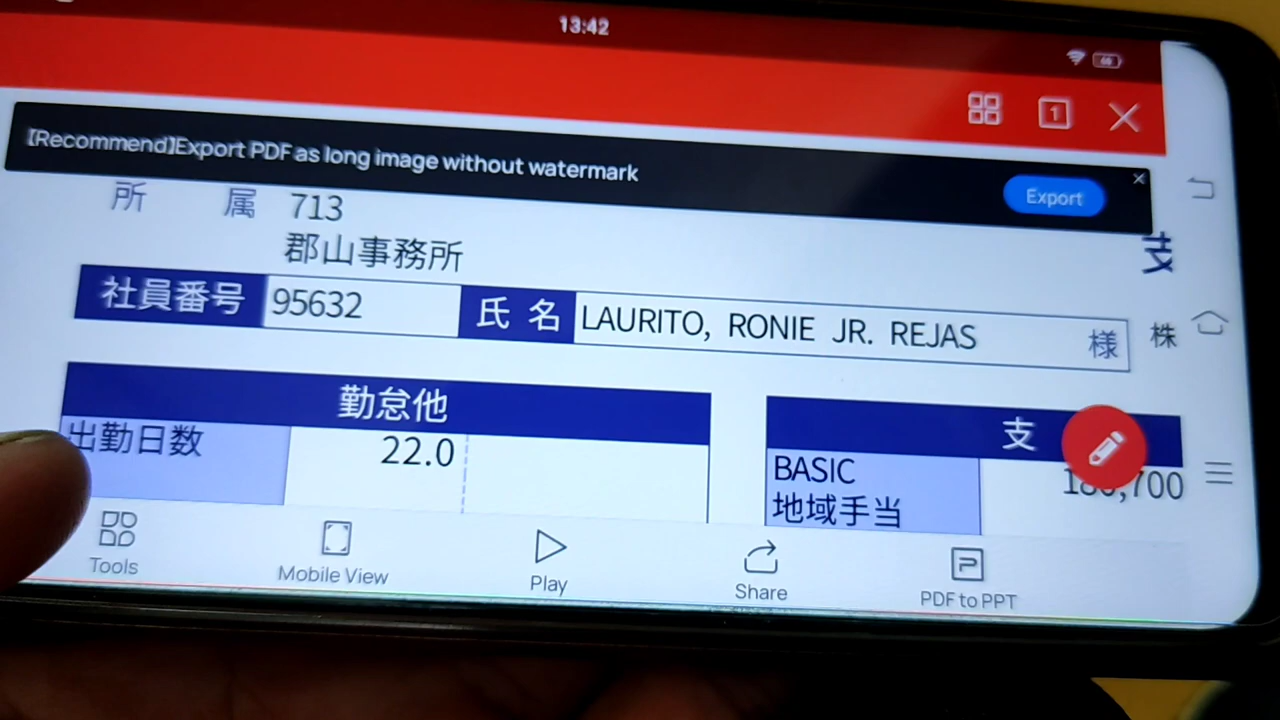 13:42
66
1
【Recommend】Export PDF as long image without watermark
Export
所 属 713
郡山事務所
支
社員番号 95632 氏 名 LAURITO, RONIE JR. REJAS 様
株
勤怠他
支
出勤日数 22.0
BASIC
地域手当
Tools
Mobile View
Play
Share
PDF to PPT